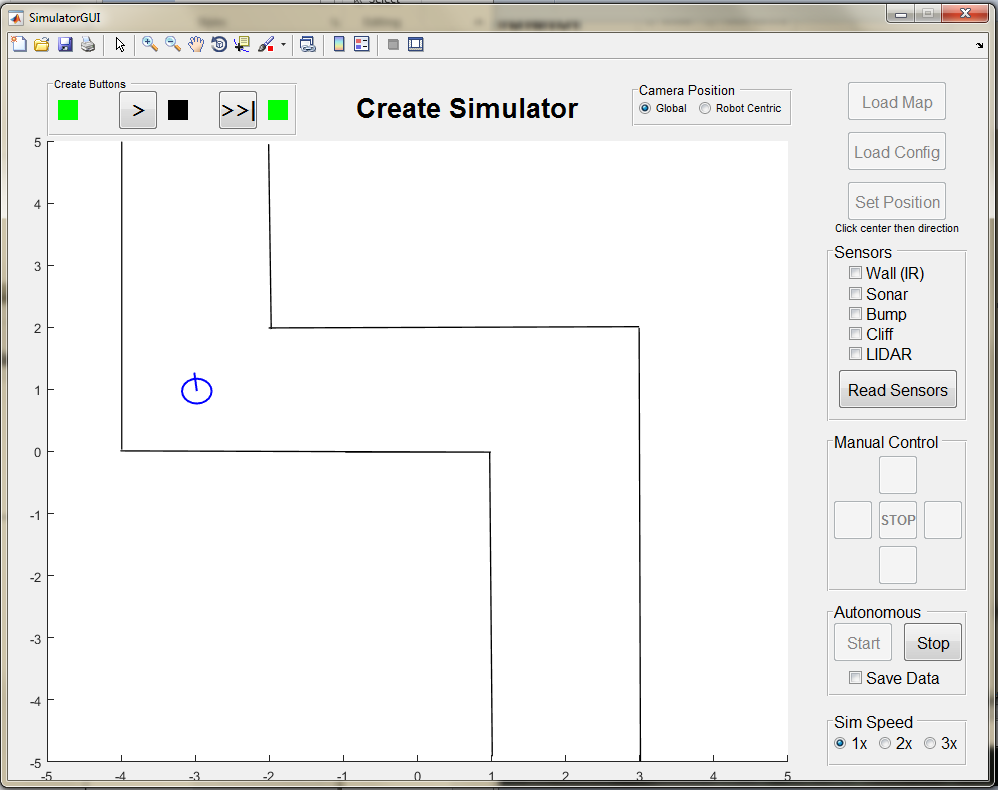 SimulatorGUI
Create Buttons
> >>|
Create Simulator
Camera Position
Global Robot Centric
Load Map
Load Config
Set Position
Click center then direction
Sensors
Wall (IR)
Sonar
Bump
Cliff
LIDAR
Read Sensors
Manual Control
STOP
Autonomous
Start Stop
Save Data
Sim Speed
1x 2x 3x
5
4
3
2
1
0
-1
-2
-3
-4
-5
-5 -4 -3 -2 -1 0 1 2 3 4 5